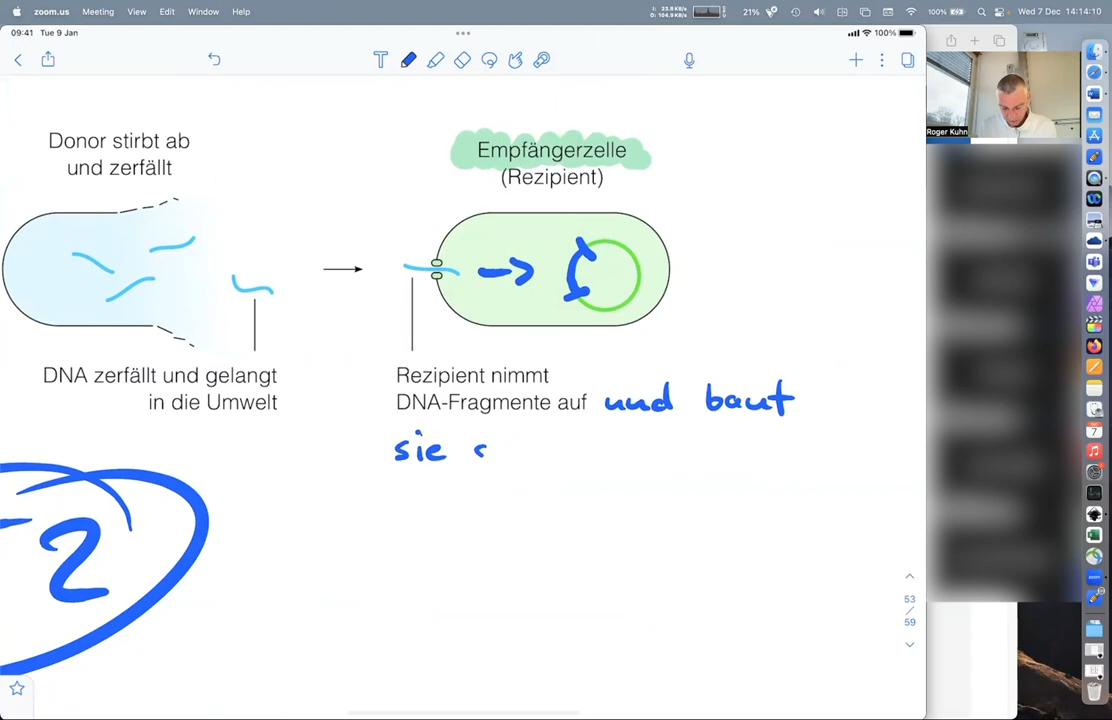 zoom.us Meeting View Edit Window Help
21%
100%
Wed 7 Dec 14:14:10
09:41 Tue 9 Jan
100%
Roger Kuhn
Donor stirbt ab
und zerfällt
Empfängerzelle
(Rezipient)
DNA zerfällt und gelangt
in die Umwelt
Rezipient nimmt
DNA-Fragmente auf und baut
sie
2
53
/
59